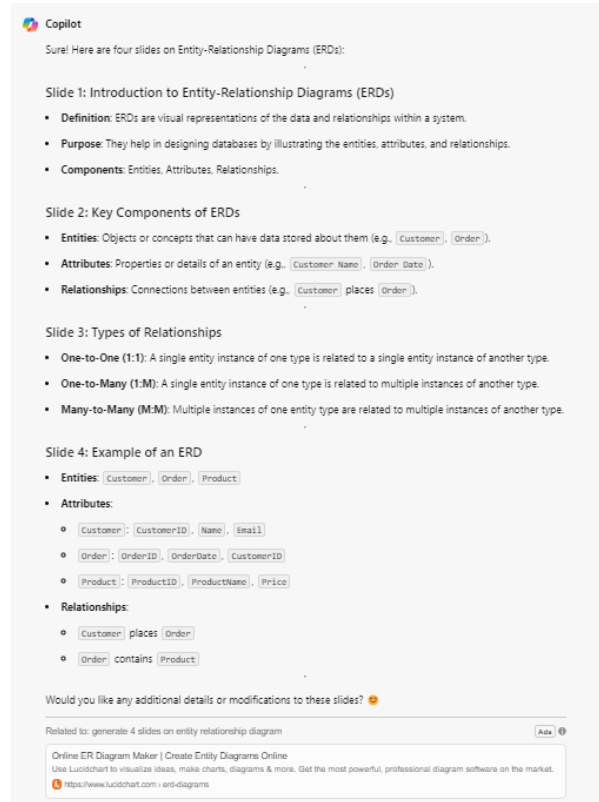 Copilot
Sure! Here are four slides on Entity-Relationship Diagrams (ERDs):
Slide 1: Introduction to Entity-Relationship Diagrams (ERDs)
• Definition: ERDs are visual representations of the data and relationships within a system.
• Purpose: They help in designing databases by illustrating the entities, attributes, and relationships.
• Components: Entities, Attributes, Relationships.
Slide 2: Key Components of ERDs
• Entities: Objects or concepts that can have data stored about them (e.g., Customer, Order).
• Attributes: Properties or details of an entity (e.g., Customer Name, Order Date).
• Relationships: Connections between entities (e.g., Customer places Order).
Slide 3: Types of Relationships
• One-to-One (1:1): A single entity instance of one type is related to a single entity instance of another type.
• One-to-Many (1:M): A single entity instance of one type is related to multiple instances of another type.
• Many-to-Many (M:M): Multiple instances of one entity type are related to multiple instances of another type.
Slide 4: Example of an ERD
• Entities: Customer, Order, Product
• Attributes:
Customer: CustomerID, Name, Email
Order: OrderID, OrderDate, CustomerID
Product: ProductID, ProductName, Price
• Relationships:
Customer places Order
Order contains Product
Would you like any additional details or modifications to these slides? 😊
Related to: generate 4 slides on entity relationship diagram
Ads
Online ER Diagram Maker | Create Entity Diagrams Online
Use Lucidchart to visualize ideas, make charts, diagrams & more. Get the most powerful, professional diagram software on the market.
https://www.lucidchart.com › erd-diagrams